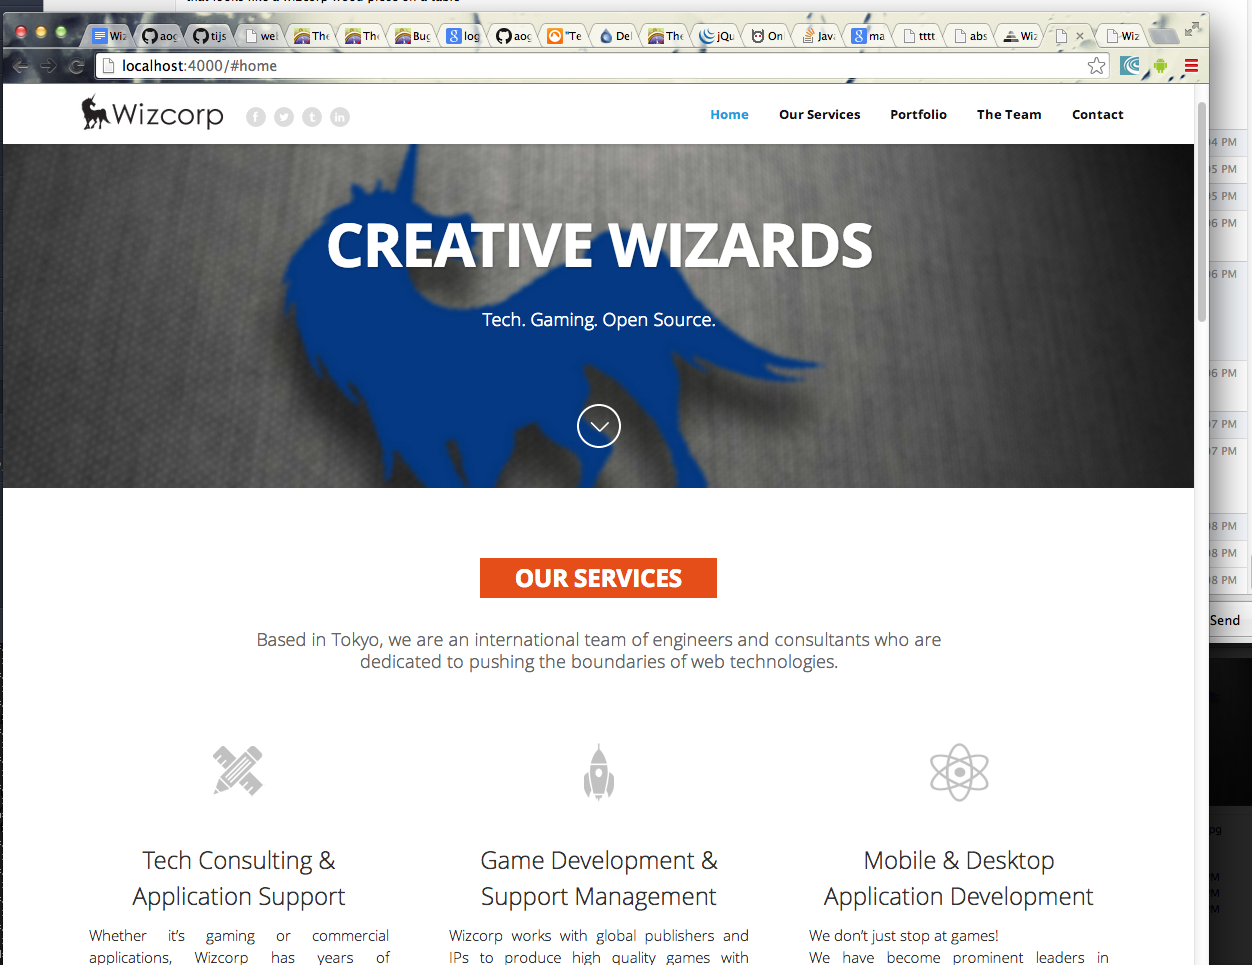 Wiz
aog
tijs
wel
The
The
Bug
log
aog
"Te
Del
The
jQu
On
Java
ma
tttt
abs
Wiz
Wiz
localhost:4000/#home
Wizcorp
Home
Our Services
Portfolio
The Team
Contact
CREATIVE WIZARDS
Tech. Gaming. Open Source.
OUR SERVICES
Based in Tokyo, we are an international team of engineers and consultants who are
dedicated to pushing the boundaries of web technologies.
Tech Consulting &
Application Support
Whether it's gaming or commercial
applications, Wizcorp has years of
Game Development &
Support Management
Wizcorp works with global publishers and
IPs to produce high quality games with
Mobile & Desktop
Application Development
We don't just stop at games!
We have become prominent leaders in
4 PM
5 PM
5 PM
6 PM
6 PM
6 PM
7 PM
7 PM
8 PM
8 PM
8 PM
Send